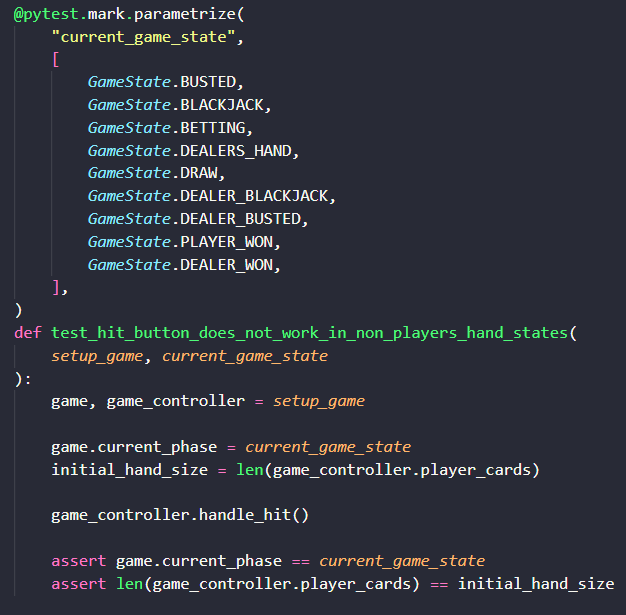 @pytest.mark.parametrize(
    "current_game_state",
    [
        GameState.BUSTED,
        GameState.BLACKJACK,
        GameState.BETTING,
        GameState.DEALERS_HAND,
        GameState.DRAW,
        GameState.DEALER_BLACKJACK,
        GameState.DEALER_BUSTED,
        GameState.PLAYER_WON,
        GameState.DEALER_WON,
    ],
)
def test_hit_button_does_not_work_in_non_players_hand_states(
    setup_game, current_game_state
):
    game, game_controller = setup_game

    game.current_phase = current_game_state
    initial_hand_size = len(game_controller.player_cards)

    game_controller.handle_hit()

    assert game.current_phase == current_game_state
    assert len(game_controller.player_cards) == initial_hand_size